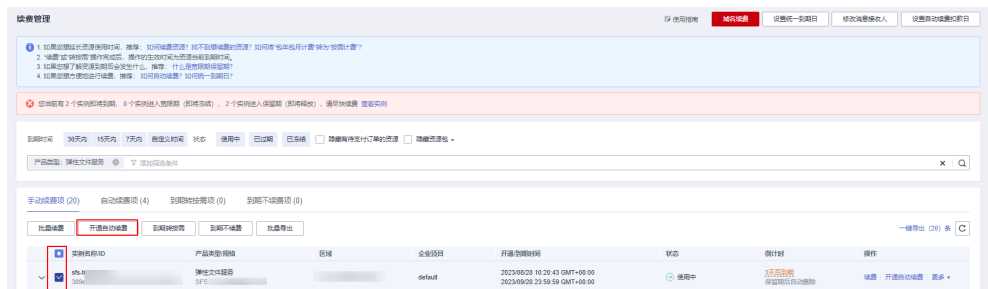 续费管理
使用指南 域名续费 设置统一到期日 修改消息接收人 设置自动续费扣款日
1. 如果您想延长资源使用时间，推荐： 如何续费资源？找不到想续费的资源？如何将“包年包月计费”转为“按需计费”？
2. “续费”或“转按需”操作完成后，操作的生效时间为资源当前到期时间。
3. 如果您想了解资源到期后会发生什么，推荐： 什么是宽限期保留期？
4. 如果您想方便地进行续费，推荐： 如何自动续费？如何统一到期日？
您当前有 2 个实例即将到期，0 个实例进入宽限期（即将冻结），2 个实例进入保留期（即将释放），请尽快续费 查看实例
到期时间 30天内 15天内 7天内 自定义时间 状态 使用中 已过期 已冻结 隐藏有待支付订单的资源 隐藏资源包
产品类型: 弹性文件服务 添加筛选条件
手动续费项 (20) 自动续费项 (4) 到期转按需项 (0) 到期不续费项 (0)
批量续费 开通自动续费 到期转按需 到期不续费 批量导出 一键导出（20）条
实例名称/ID 产品类型/规格 区域 企业项目 开通/到期时间 状态 倒计时 操作
弹性文件服务 default 2023/08/28 10:20:43 GMT+08:00 使用中 3天后到期 续费 开通自动续费 更多
2023/09/28 23:59:59 GMT+08:00 保留期后自动删除